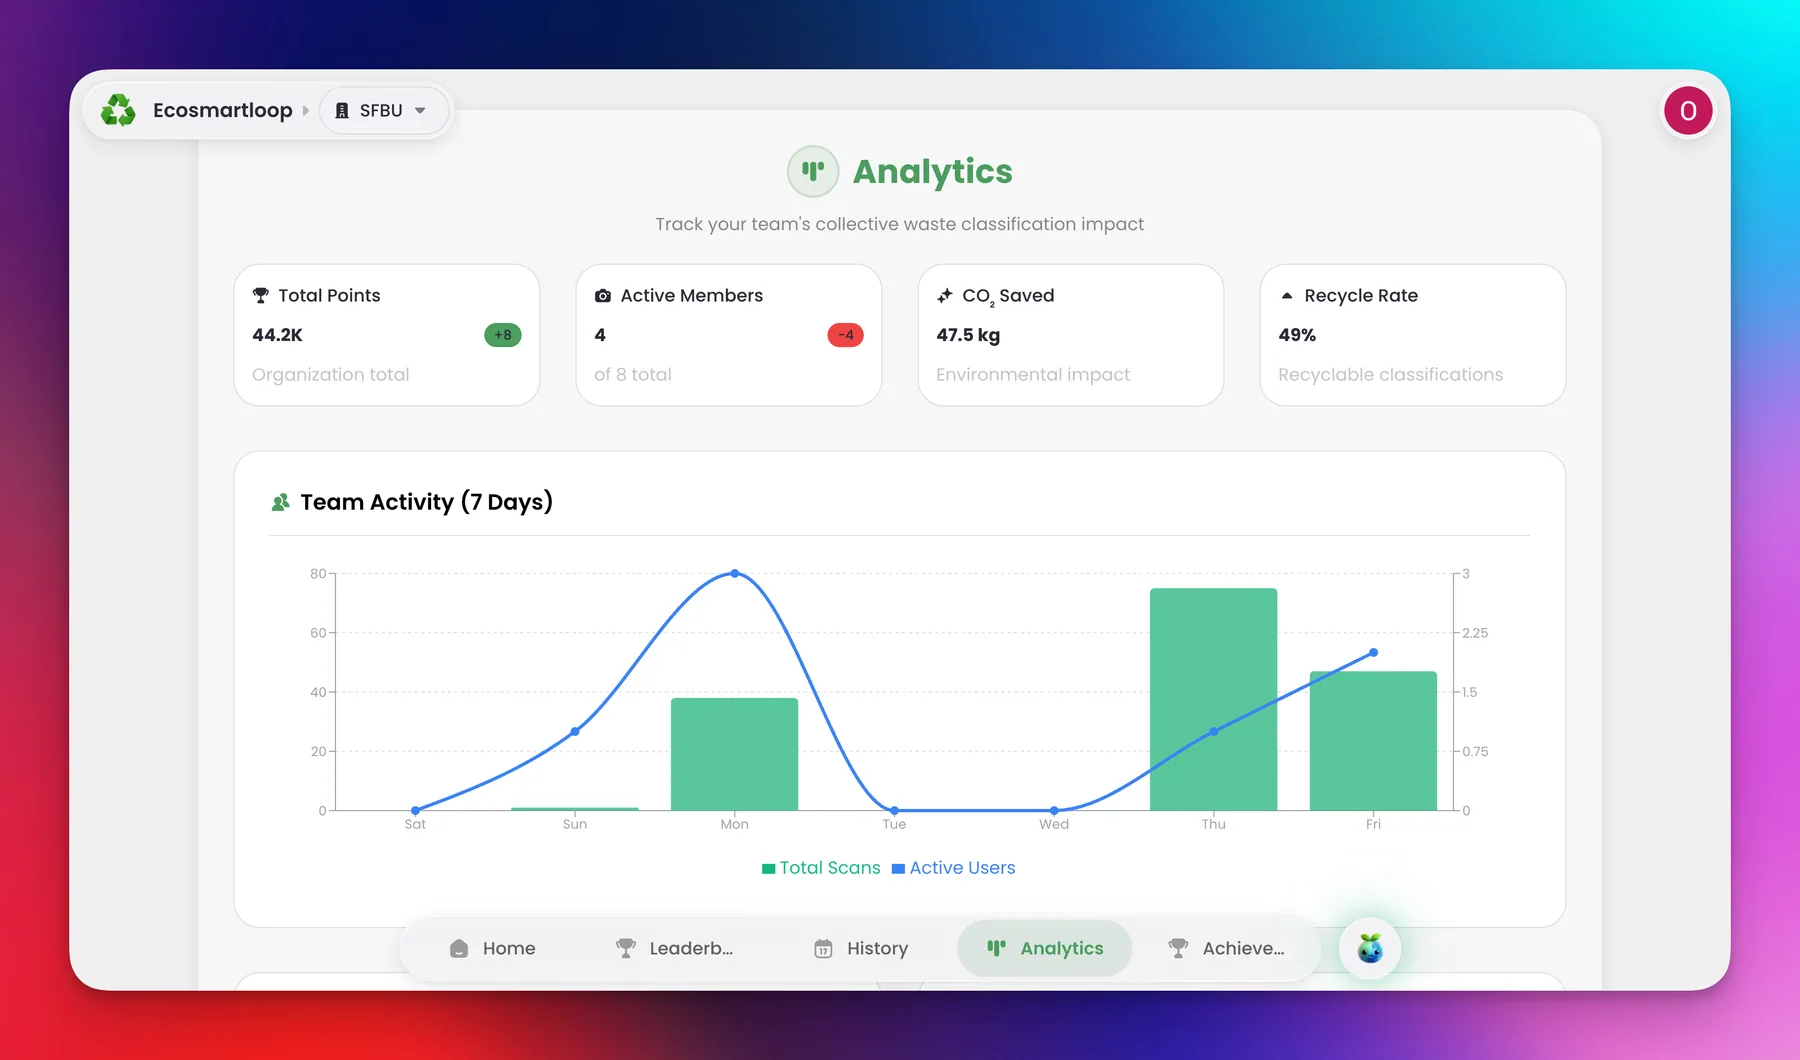 Ecosmartloop
SFBU
O
Analytics
Track your team's collective waste classification impact
Total Points
44.2K
+8
Organization total
Active Members
4
-4
of 8 total
CO₂ Saved
47.5 kg
Environmental impact
Recycle Rate
49%
Recyclable classifications
Team Activity (7 Days)
80
60
40
20
0
3
2.25
1.5
0.75
0
Sat Sun Mon Tue Wed Thu Fri
Total Scans Active Users
17
Home Leaderb... History Analytics Achieve...